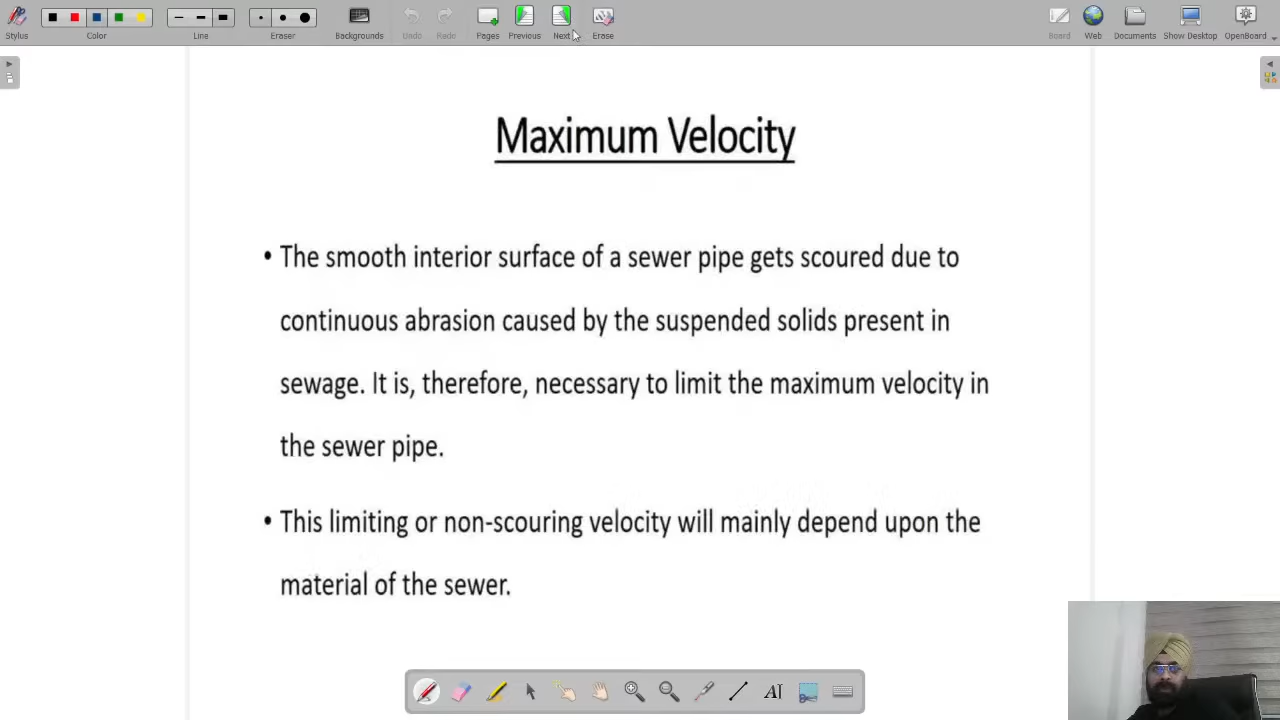 Stylus
Color
Line
Eraser
Backgrounds
Undo
Redo
Pages
Previous
Next
Erase
Board
Web
Documents
Show Desktop
OpenBoard
Maximum Velocity
• The smooth interior surface of a sewer pipe gets scoured due to
continuous abrasion caused by the suspended solids present in
sewage. It is, therefore, necessary to limit the maximum velocity in
the sewer pipe.
• This limiting or non-scouring velocity will mainly depend upon the
material of the sewer.
AI